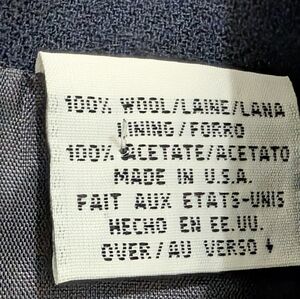 100% WOOL/LAINE/LANA
LINING/FORRO
100% ACETATE/ACETATO
MADE IN U.S.A.
FAIT AUX ETATS-UNIS
HECHO EN EE.UU.
OVER/AU VERSO